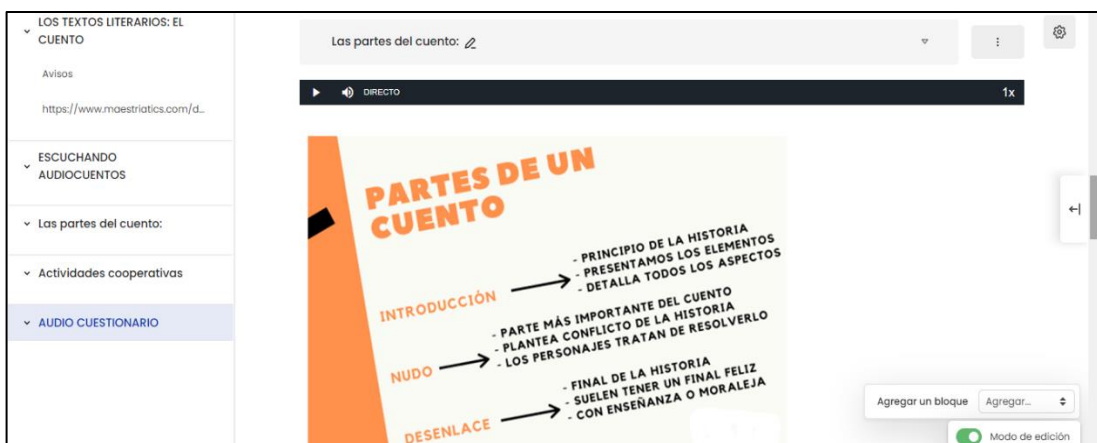 LOS TEXTOS LITERARIOS: EL
CUENTO
Avisos
https://www.maestriatics.com/d...
ESCUCHANDO
AUDIOCUENTOS
Las partes del cuento:
Actividades cooperativas
AUDIO CUESTIONARIO
Las partes del cuento:
DIRECTO
1x
PARTES DE UN
CUENTO
INTRODUCCIÓN
- PRINCIPIO DE LA HISTORIA
- PRESENTAMOS LOS ELEMENTOS
- DETALLA TODOS LOS ASPECTOS
NUDO
- PARTE MÁS IMPORTANTE DEL CUENTO
- PLANTEA CONFLICTO DE LA HISTORIA
- LOS PERSONAJES TRATAN DE RESOLVERLO
DESENLACE
- FINAL DE LA HISTORIA
- SUELEN TENER UN FINAL FELIZ
- CON ENSEÑANZA O MORALEJA
Agregar un bloque
Agregar...
Modo de edición